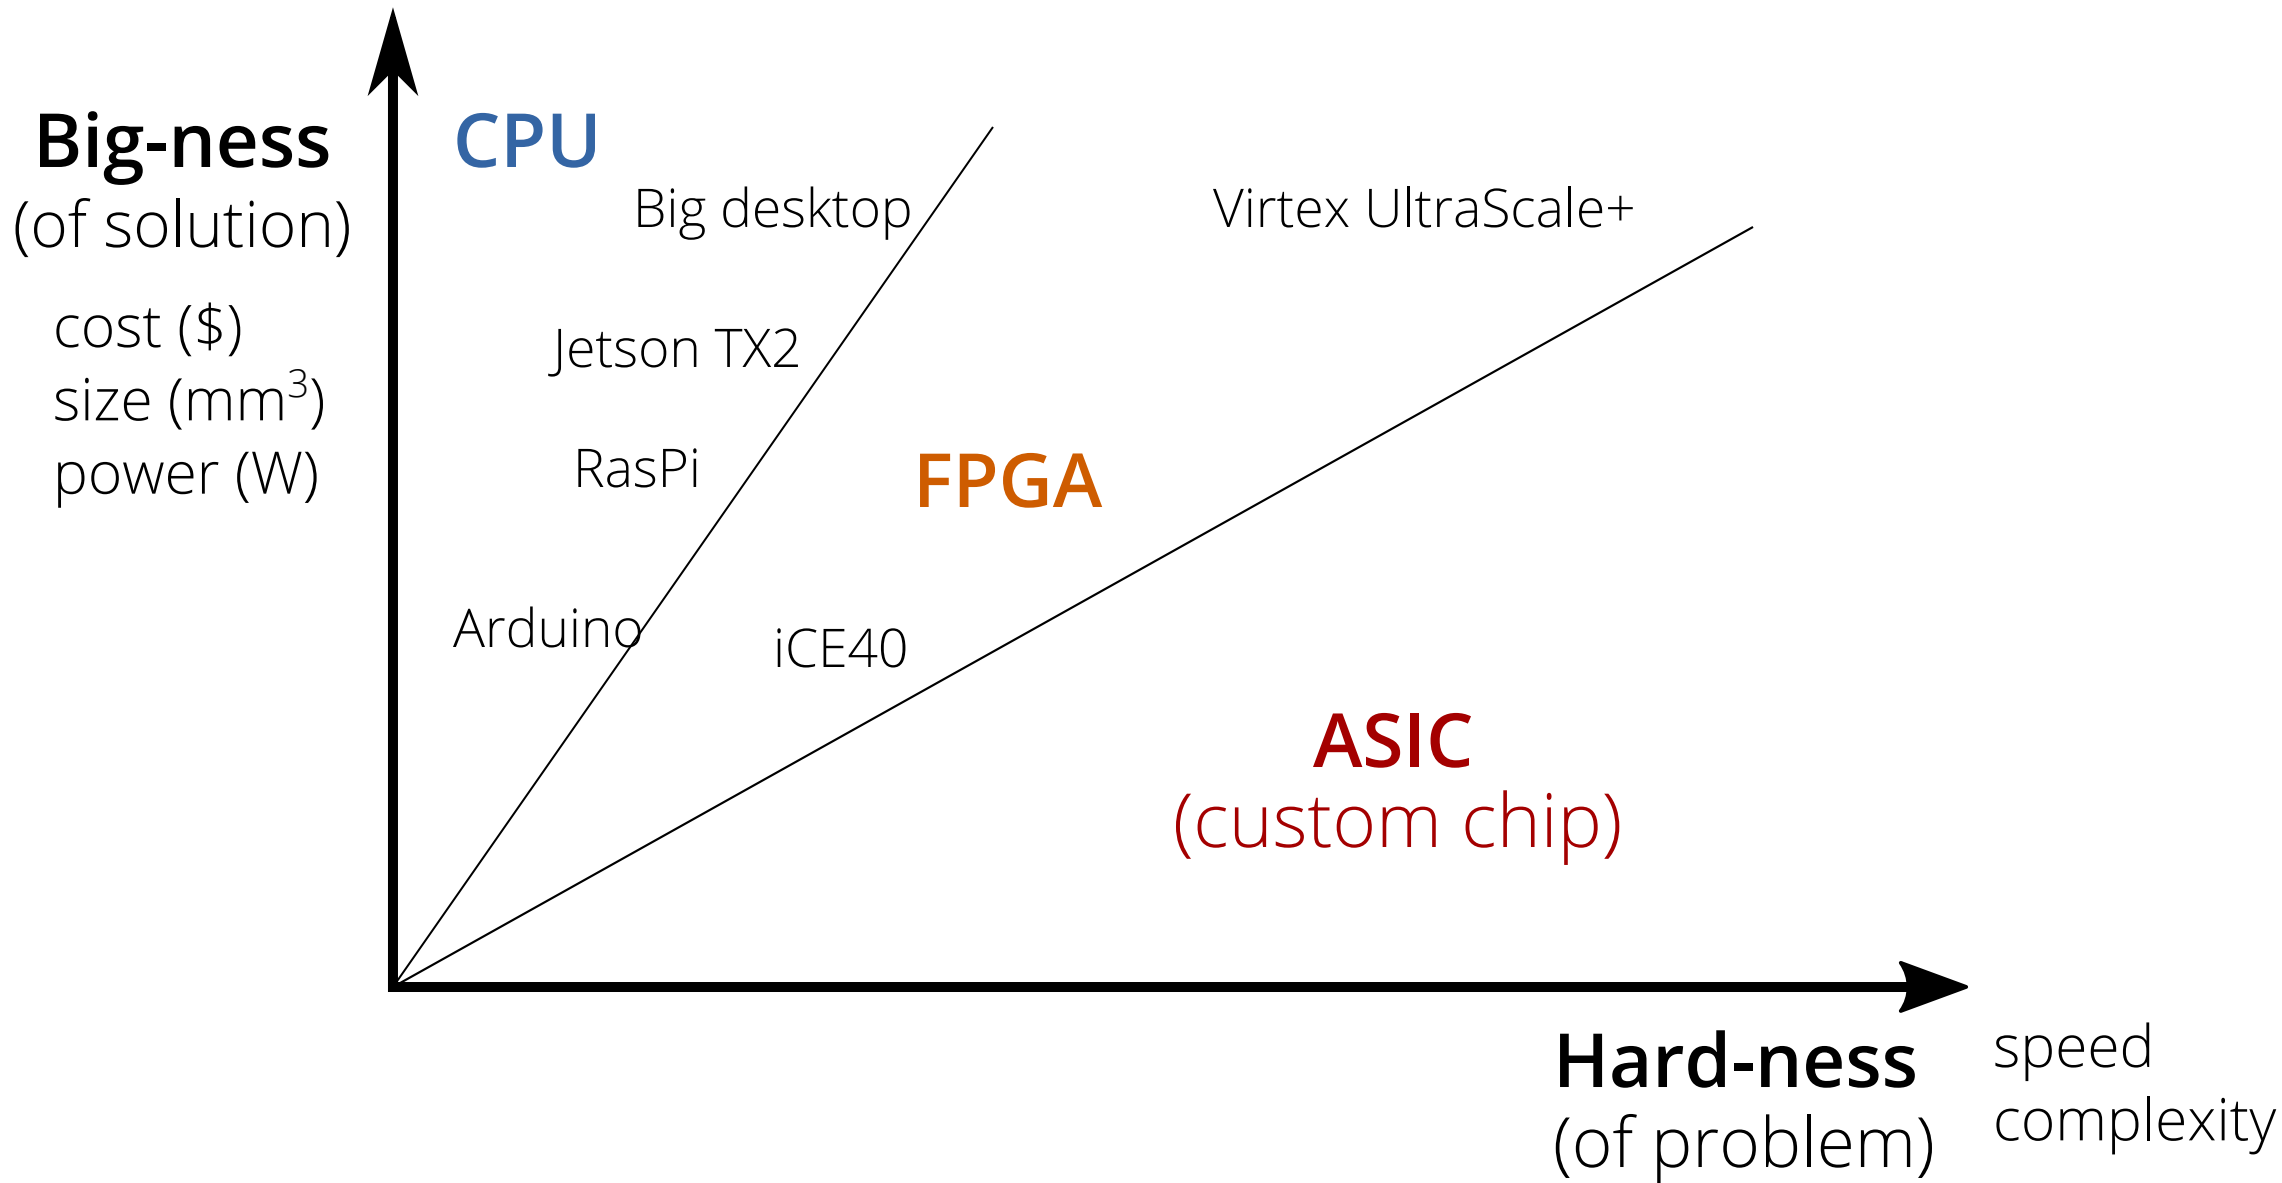 Big-ness
(of solution)
cost ($)
size (mm³)
power (W)
CPU
Big desktop
Virtex UltraScale+
Jetson TX2
RasPi
FPGA
Arduino
iCE40
ASIC
(custom chip)
Hard-ness
(of problem)
speed
complexity